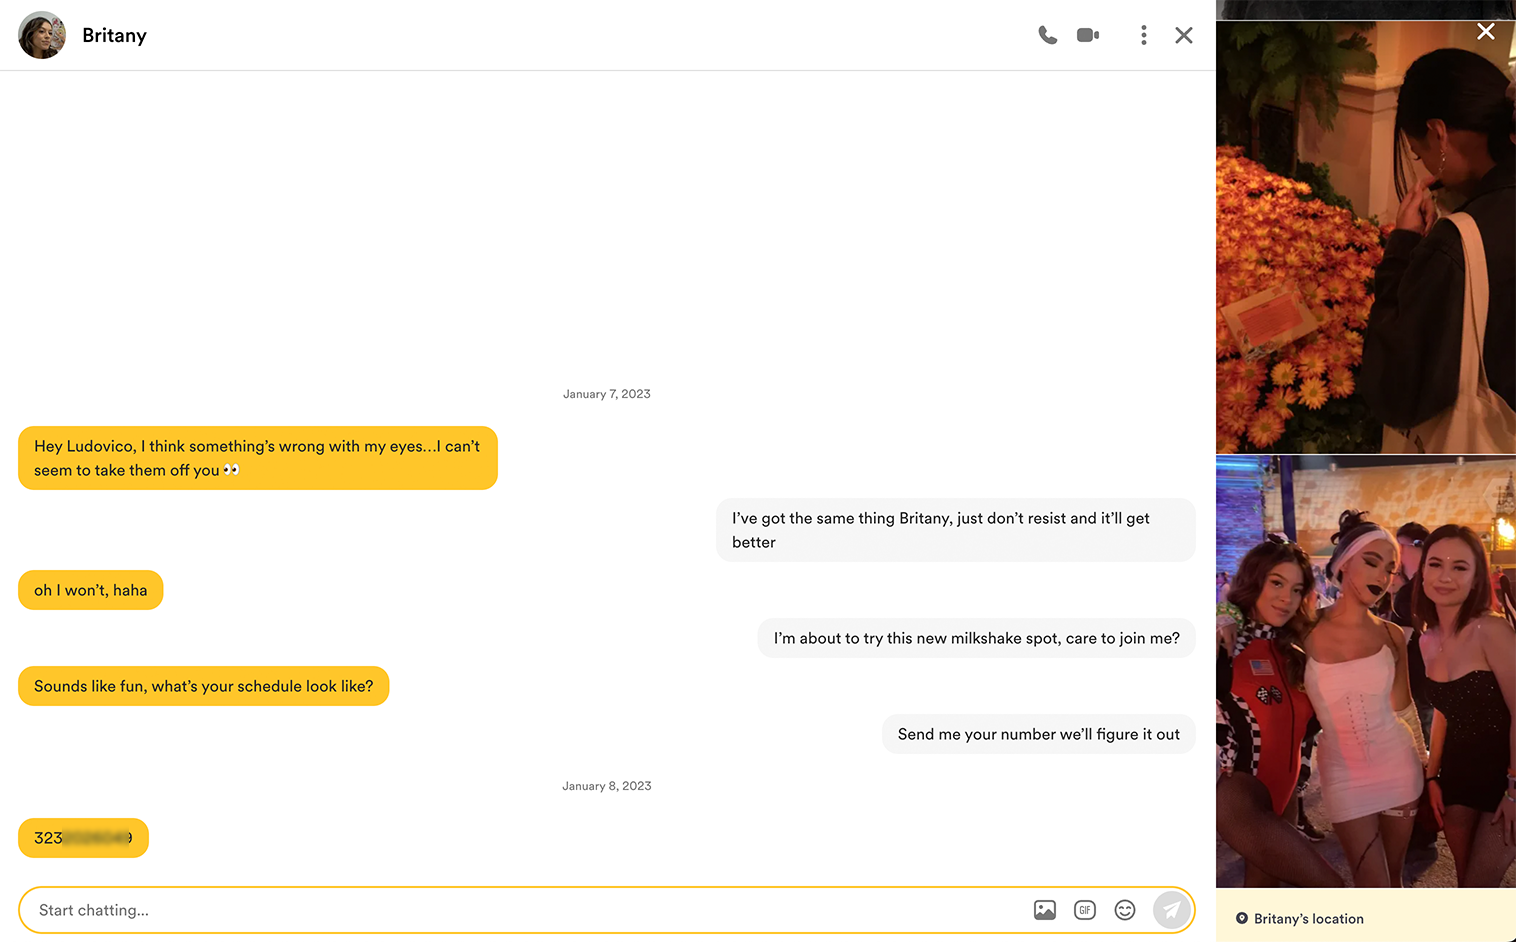 Britany
January 7, 2023
Hey Ludovico, I think something’s wrong with my eyes...I can’t
seem to take them off you 👀
I’ve got the same thing Britany, just don’t resist and it’ll get
better
oh I won’t, haha
I’m about to try this new milkshake spot, care to join me?
Sounds like fun, what’s your schedule look like?
Send me your number we’ll figure it out
January 8, 2023
323
Start chatting...
GIF
Britany’s location